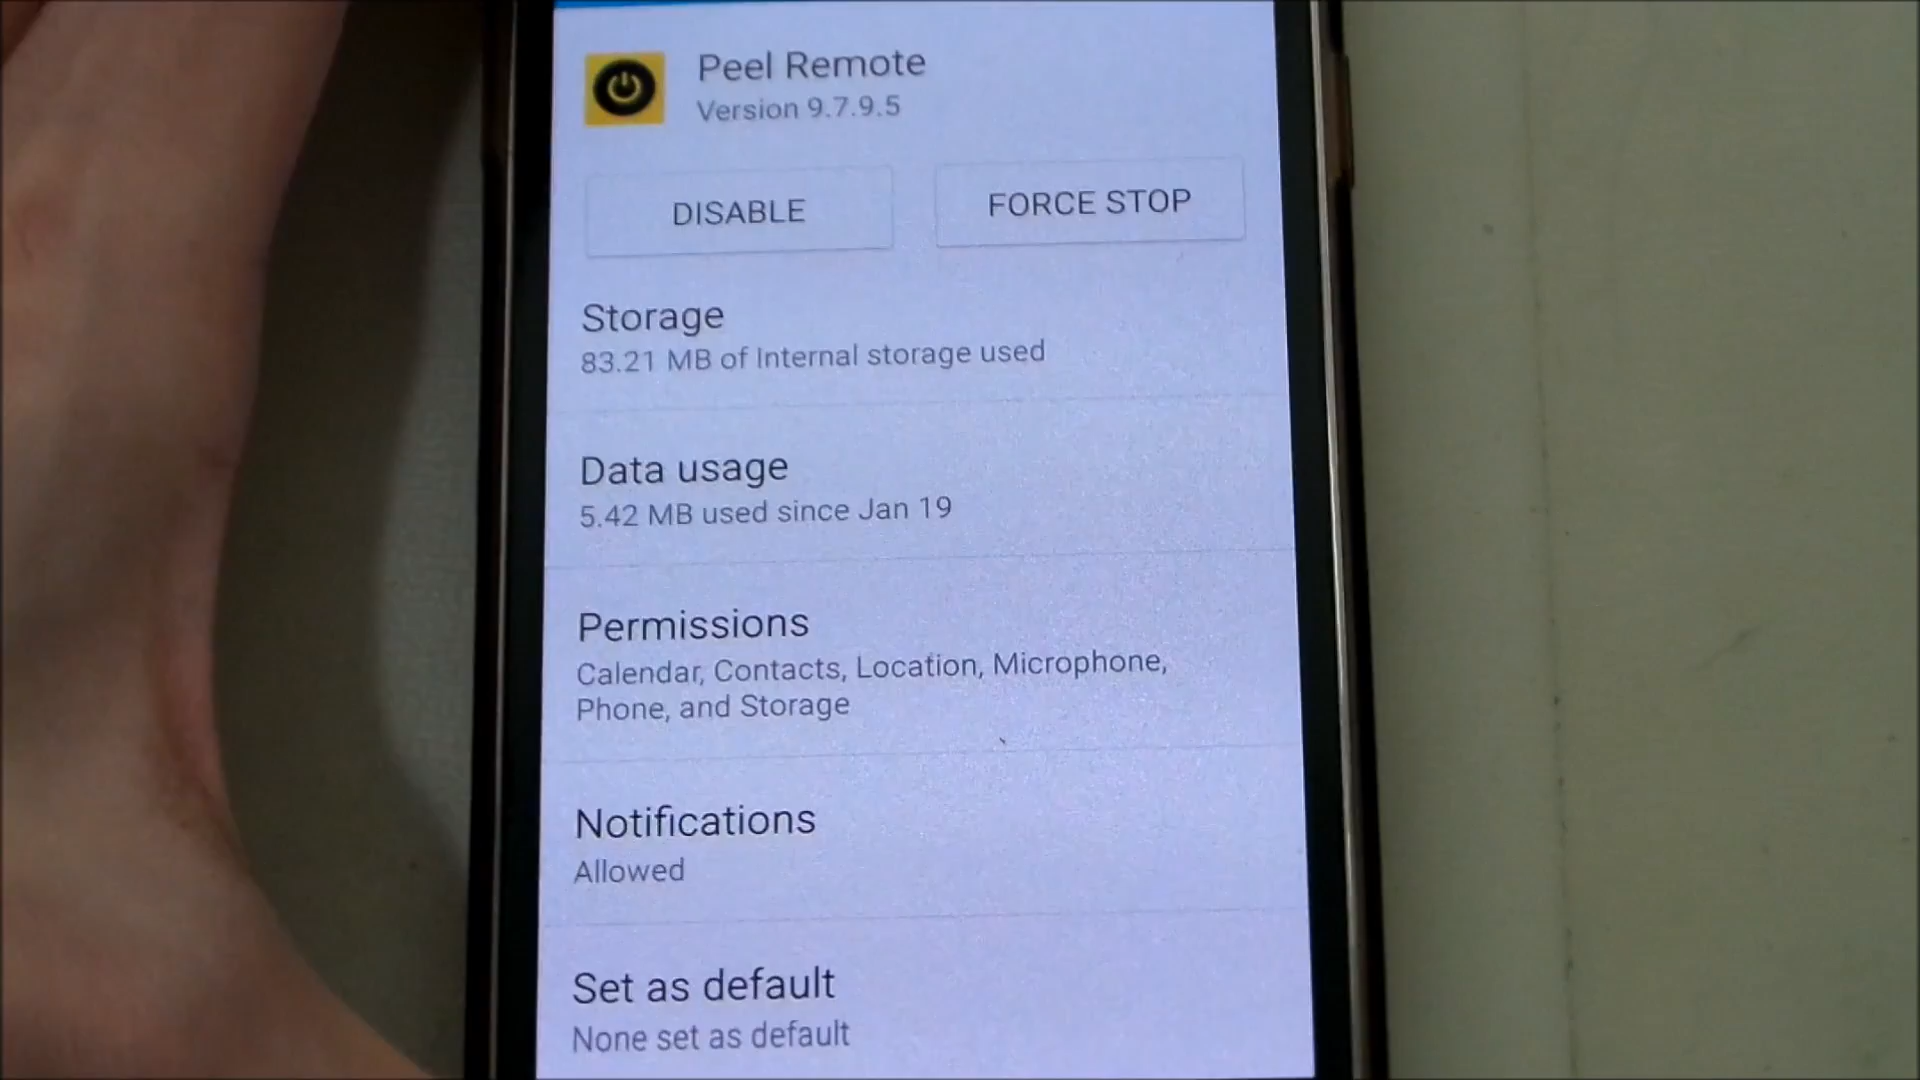 Peel Remote
Version 9.7.9.5
DISABLE
FORCE STOP
Storage
83.21 MB of Internal storage used
Data usage
5.42 MB used since Jan 19
Permissions
Calendar, Contacts, Location, Microphone,
Phone, and Storage
Notifications
Allowed
Set as default
None set as default